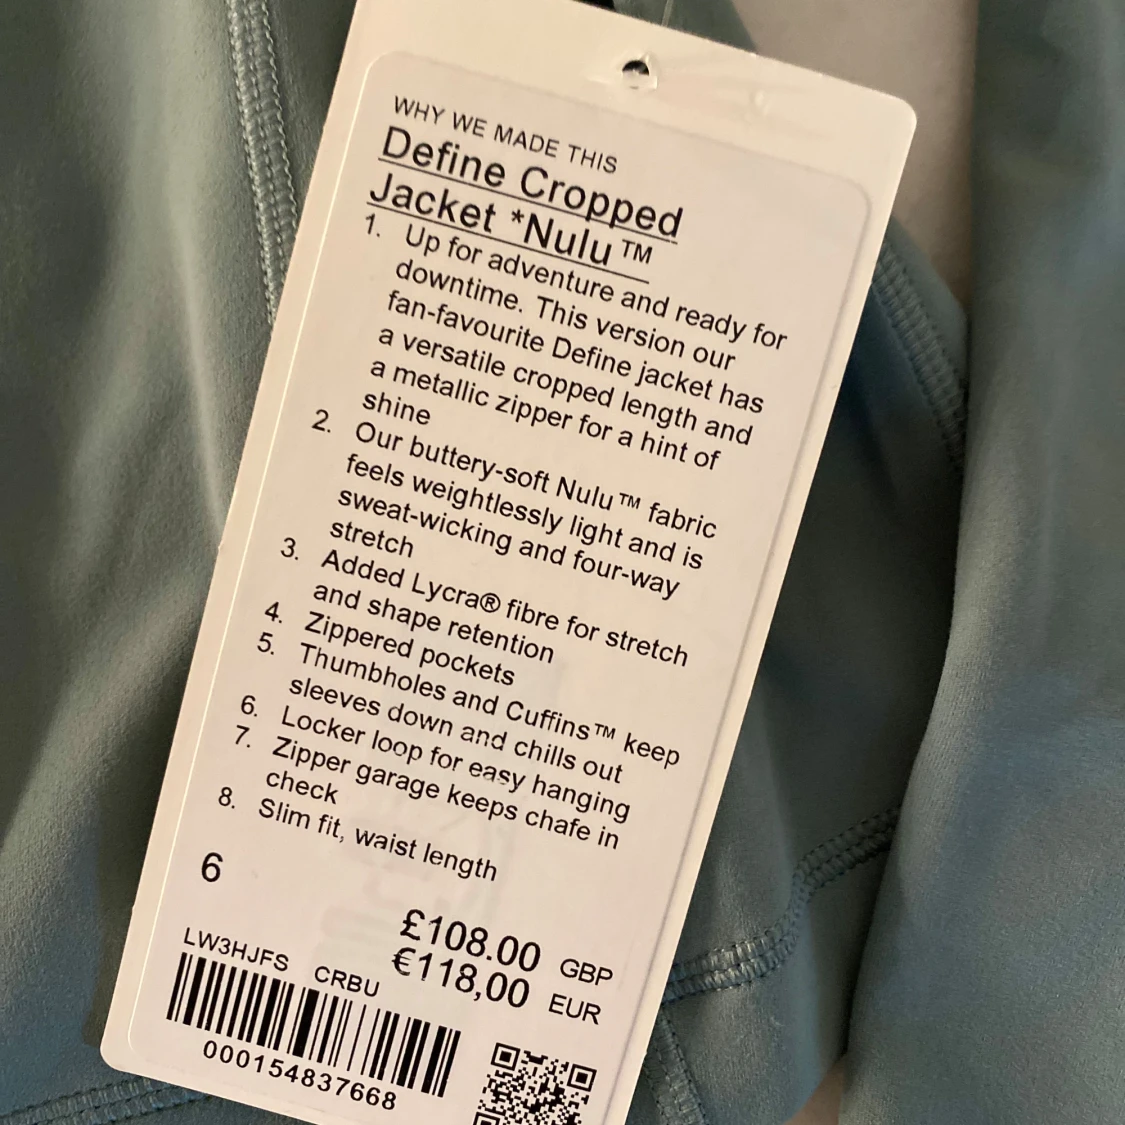 WHY WE MADE THIS
Define Cropped
Jacket *Nulu™
1. Up for adventure and ready for
downtime. This version our
fan-favourite Define jacket has
a versatile cropped length and
a metallic zipper for a hint of
shine
2. Our buttery-soft Nulu™ fabric
feels weightlessly light and is
sweat-wicking and four-way
stretch
3. Added Lycra® fibre for stretch
and shape retention
4. Zippered pockets
5. Thumbholes and Cuffins™ keep
sleeves down and chills out
6. Locker loop for easy hanging
7. Zipper garage keeps chafe in
check
8. Slim fit, waist length
6
£108.00 GBP
€118,00 EUR
LW3HJFS CRBU
000154837668